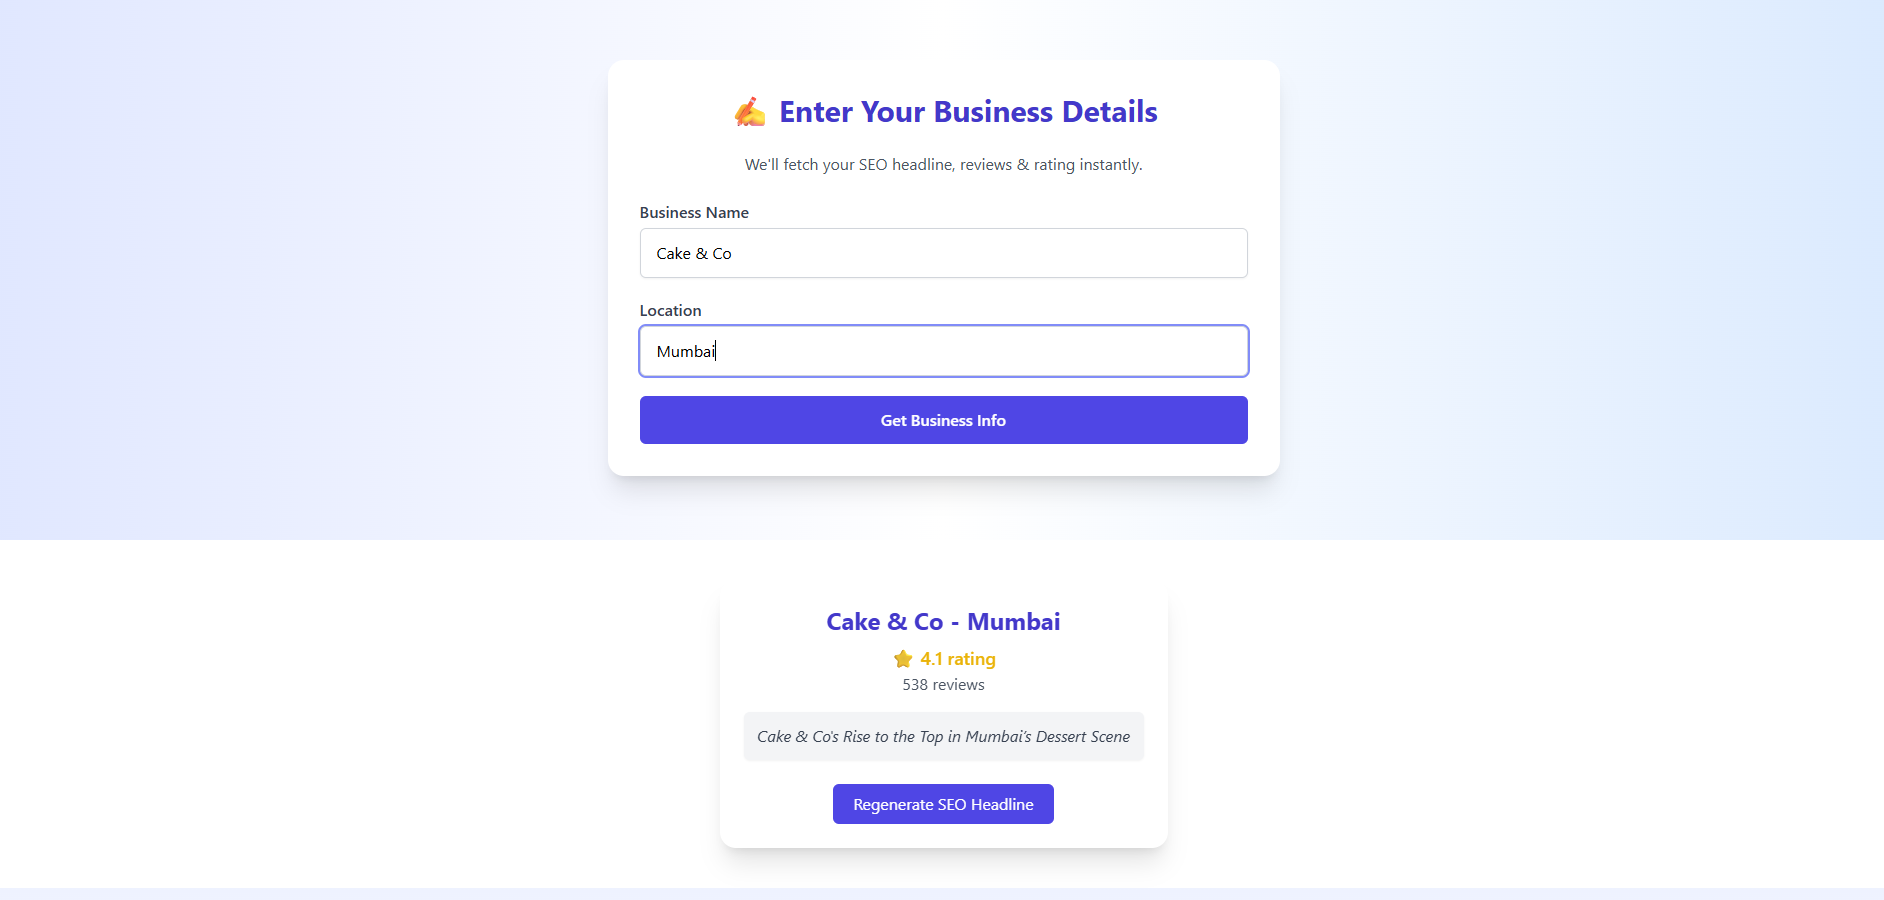 ✍️ Enter Your Business Details
We'll fetch your SEO headline, reviews & rating instantly.
Business Name
Cake & Co
Location
Mumbai
Get Business Info
Cake & Co - Mumbai
⭐ 4.1 rating
538 reviews
Cake & Co's Rise to the Top in Mumbai's Dessert Scene
Regenerate SEO Headline